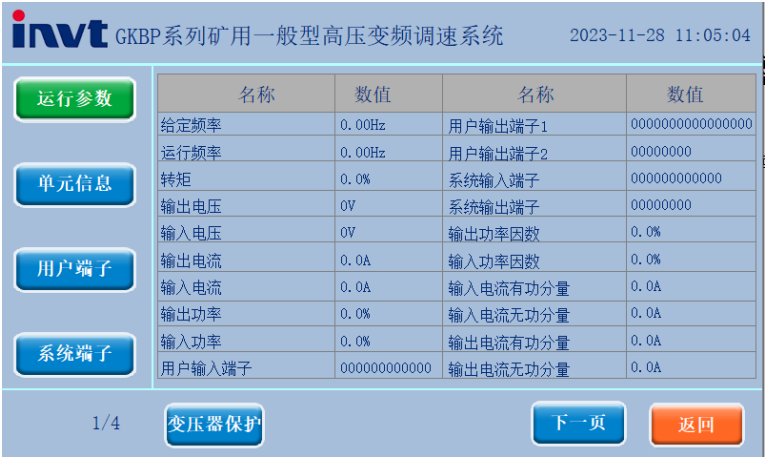 invt GKBP系列矿用一般型高压变频调速系统 2023-11-28 11:05:04
运行参数
单元信息
用户端子
系统端子
名称 数值 名称 数值
给定频率 0.00Hz 用户输出端子1 0000000000000000
运行频率 0.00Hz 用户输出端子2 00000000
转矩 0.0% 系统输入端子 000000000000
输出电压 0V 系统输出端子 00000000
输入电压 0V 输出功率因数 0.0%
输出电流 0.0A 输入功率因数 0.0%
输入电流 0.0A 输入电流有功分量 0.0A
输出功率 0.0% 输入电流无功分量 0.0A
输入功率 0.0% 输出电流有功分量 0.0A
用户输入端子 000000000000 输出电流无功分量 0.0A
1/4 变压器保护 下一页 返回